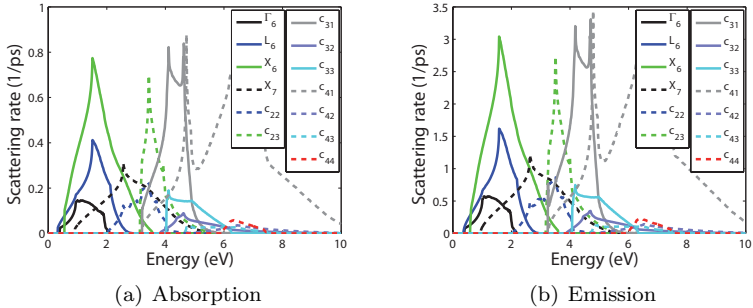 Scattering rate (1/ps)
1
0.8
0.6
0.4
0.2
0
0 2 4 6 8 10
Energy (eV)
Γ6
L6
X6
X7
c22
c23
c31
c32
c33
c41
c42
c43
c44
(a) Absorption
Scattering rate (1/ps)
3.5
3
2.5
2
1.5
1
0.5
0
0 2 4 6 8 10
Energy (eV)
Γ6
L6
X6
X7
c22
c23
c31
c32
c33
c41
c42
c43
c44
(b) Emission